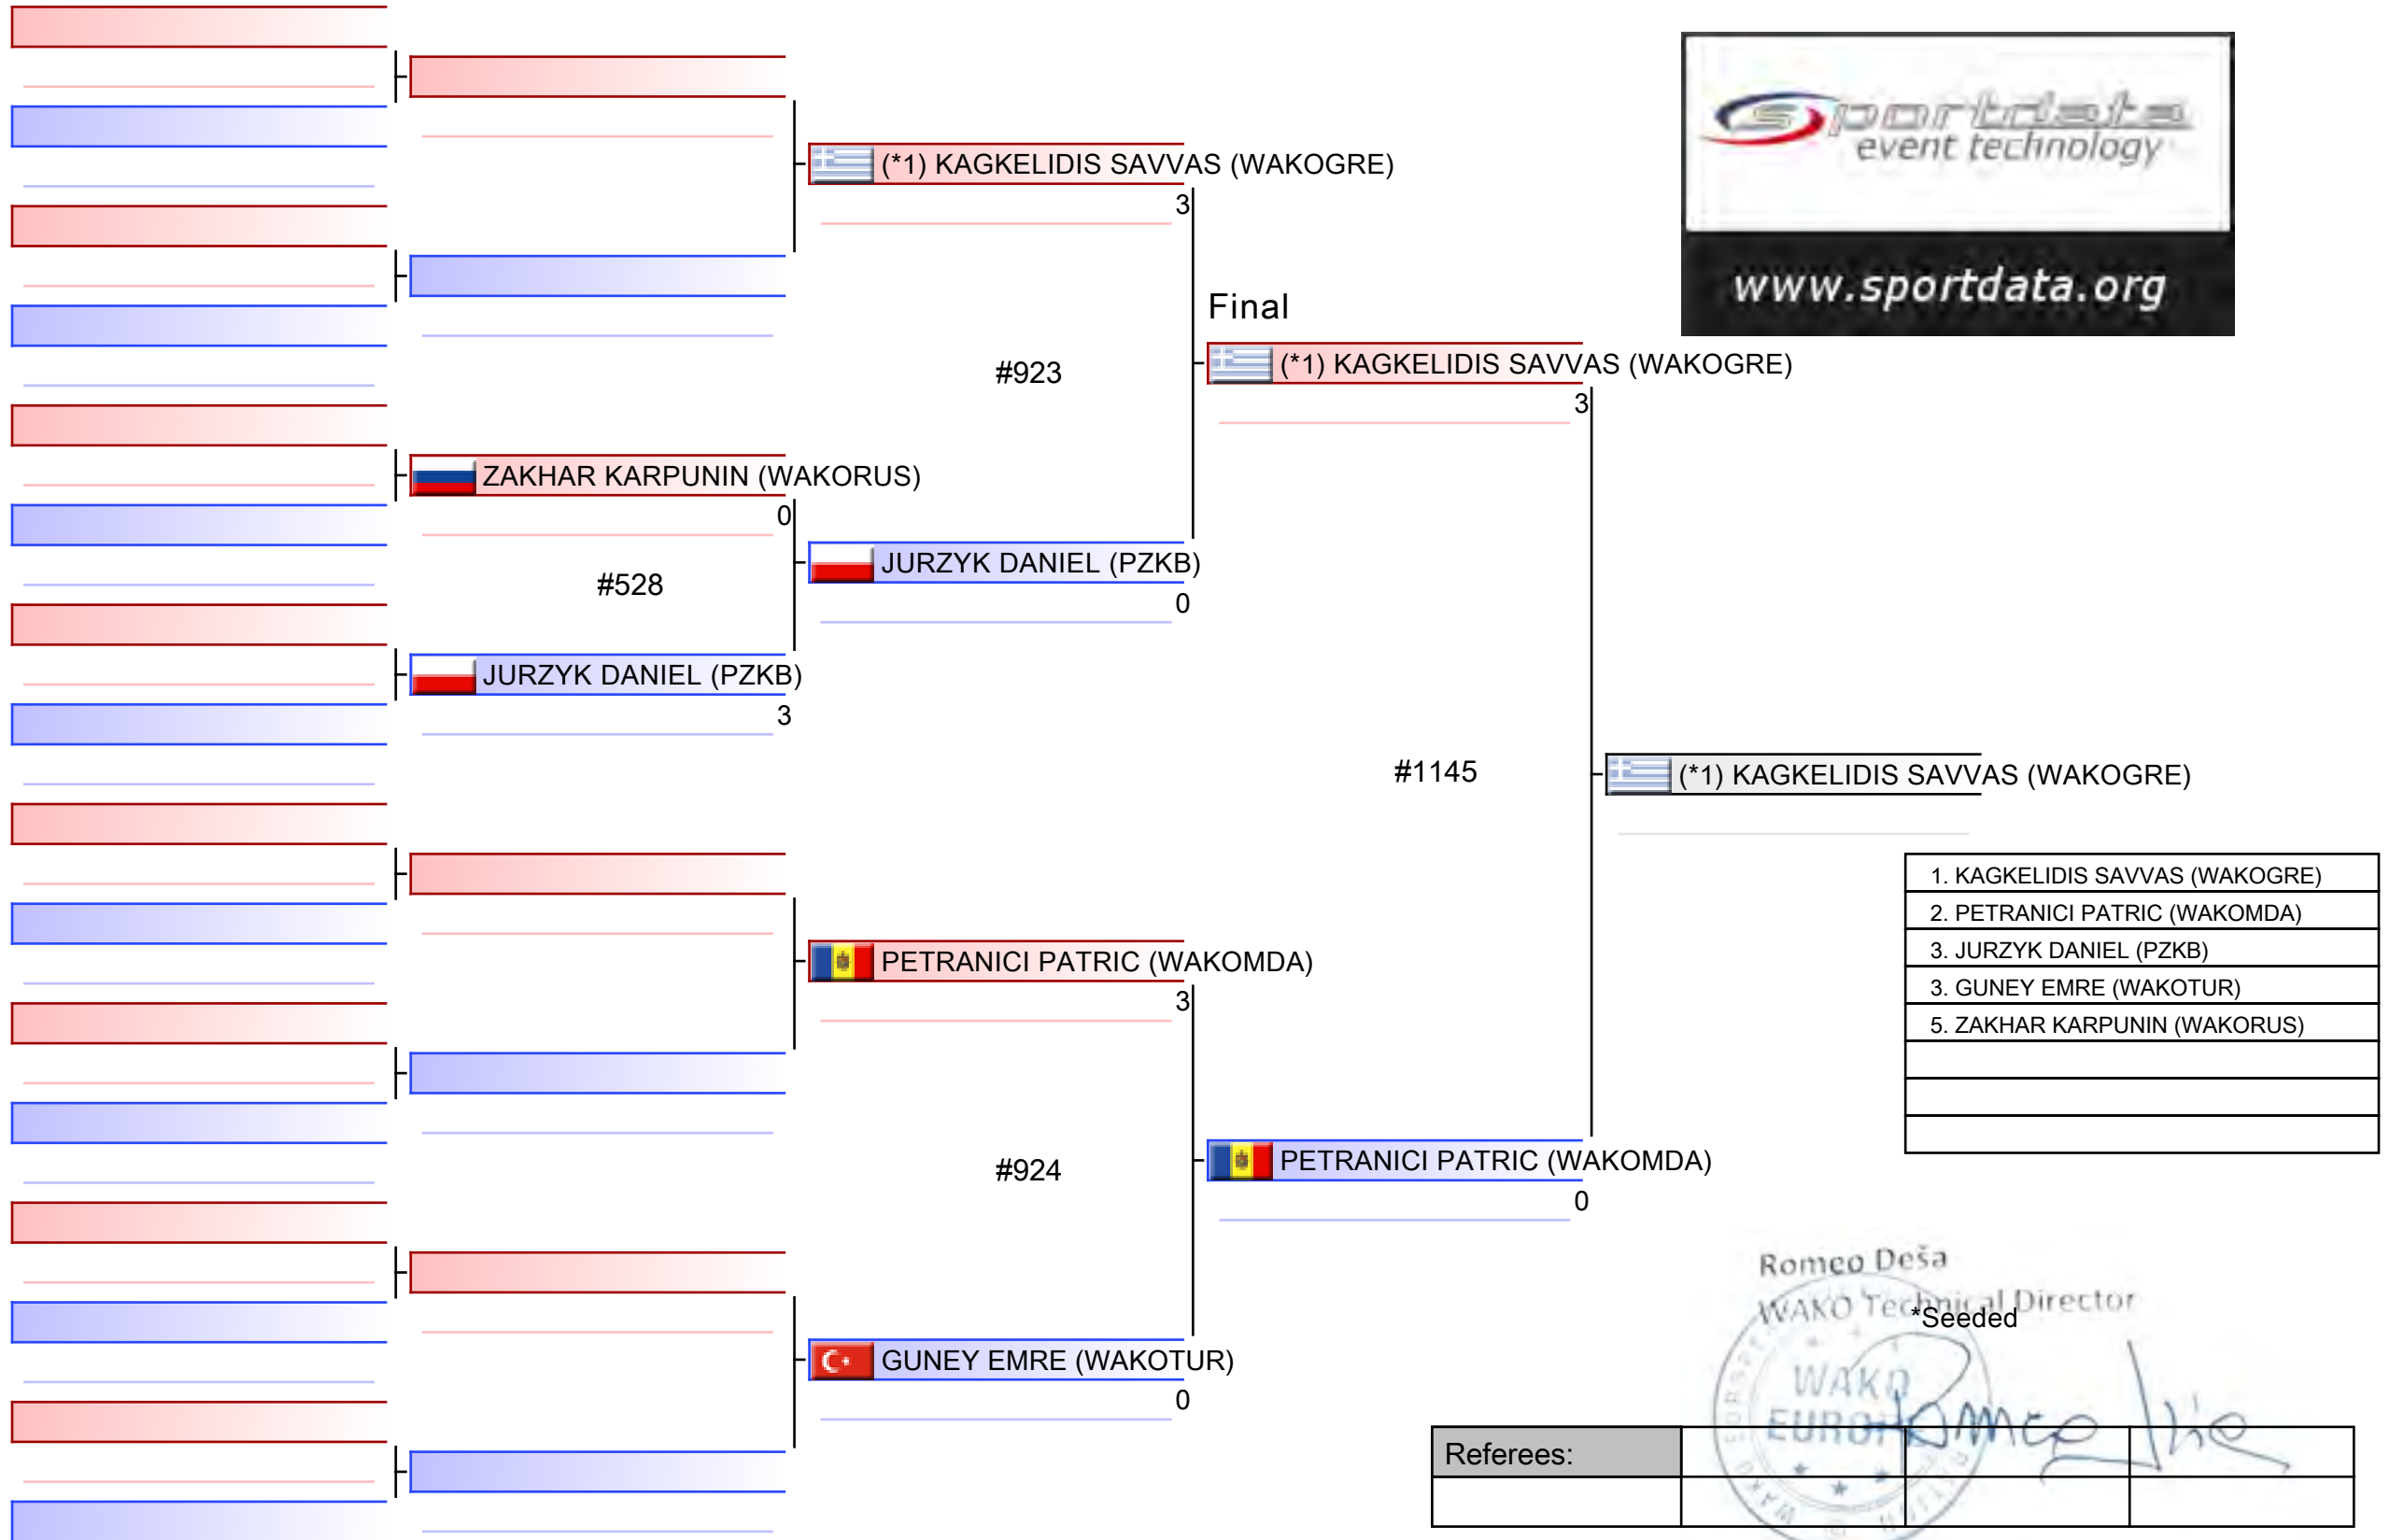 sportdata
event technology
www.sportdata.org
(*1) KAGKELIDIS SAVVAS (WAKOGRE)
3
Final
#923
(*1) KAGKELIDIS SAVVAS (WAKOGRE)
3
ZAKHAR KARPUNIN (WAKORUS)
0
#528
JURZYK DANIEL (PZKB)
0
JURZYK DANIEL (PZKB)
3
#1145
(*1) KAGKELIDIS SAVVAS (WAKOGRE)
1. KAGKELIDIS SAVVAS (WAKOGRE)
2. PETRANICI PATRIC (WAKOMDA)
3. JURZYK DANIEL (PZKB)
3. GUNEY EMRE (WAKOTUR)
5. ZAKHAR KARPUNIN (WAKORUS)
PETRANICI PATRIC (WAKOMDA)
3
#924
PETRANICI PATRIC (WAKOMDA)
0
GUNEY EMRE (WAKOTUR)
0
Romeo Deša
WAKO Technical Director
*Seeded
WAKO
Referees: